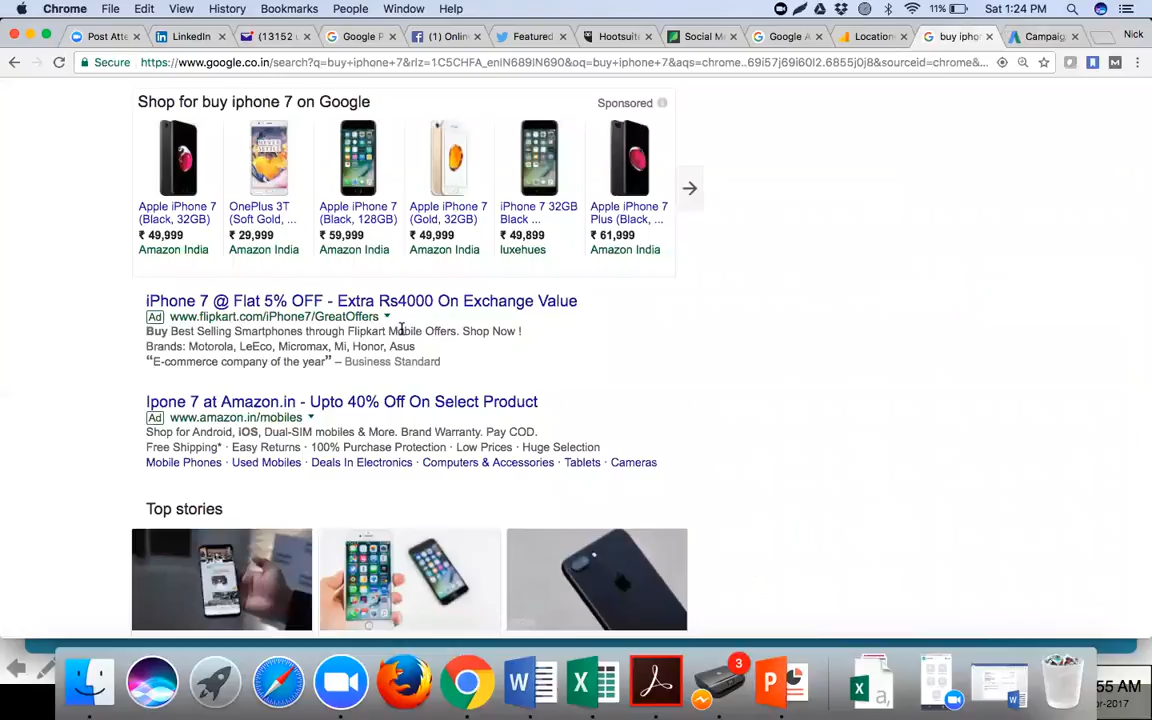 Chrome File Edit View History Bookmarks People Window Help 11% Sat 1:24 PM
Post Atte LinkedIn (13152 Google P (1) Onlin Featured Hootsuite Social M Google A Location buy iphon Campaig Nick
Secure https://www.google.co.in/search?q=buy+iphone+7&rlz=1C5CHFA_enIN689IN690&oq=buy+iphone+7&aqs=chrome..69i57j69i60l2.6855j0j8&sourceid=chrome&...
Shop for buy iphone 7 on Google Sponsored
Apple iPhone 7 (Black, 32GB)
₹ 49,999
Amazon India
OnePlus 3T (Soft Gold, ...
₹ 29,999
Amazon India
Apple iPhone 7 (Black, 128GB)
₹ 59,999
Amazon India
Apple iPhone 7 (Gold, 32GB)
₹ 49,999
Amazon India
iPhone 7 32GB Black ...
₹ 49,899
luxehues
Apple iPhone 7 Plus (Black, ...
₹ 61,999
Amazon India
iPhone 7 @ Flat 5% OFF - Extra Rs4000 On Exchange Value
Ad www.flipkart.com/iPhone7/GreatOffers
Buy Best Selling Smartphones through Flipkart Mobile Offers. Shop Now !
Brands: Motorola, LeEco, Micromax, Mi, Honor, Asus
“E-commerce company of the year” – Business Standard
Ipone 7 at Amazon.in - Upto 40% Off On Select Product
Ad www.amazon.in/mobiles
Shop for Android, iOS, Dual-SIM mobiles & More. Brand Warranty. Pay COD.
Free Shipping* · Easy Returns · 100% Purchase Protection · Low Prices · Huge Selection
Mobile Phones · Used Mobiles · Deals In Electronics · Computers & Accessories · Tablets · Cameras
Top stories
3
55 AM
or-2017